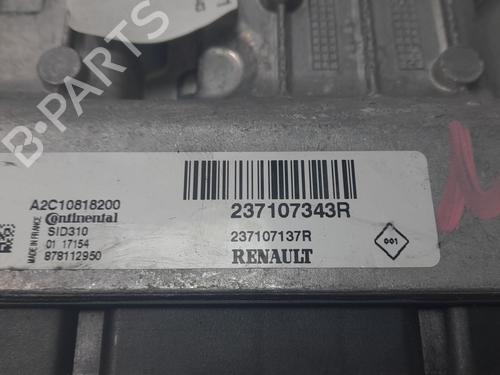 B-PARTS
A2C10818200
Continental
SID310
01 17154
878112950
MADE IN FRANCE
237107343R
237107137R
RENAULT
001